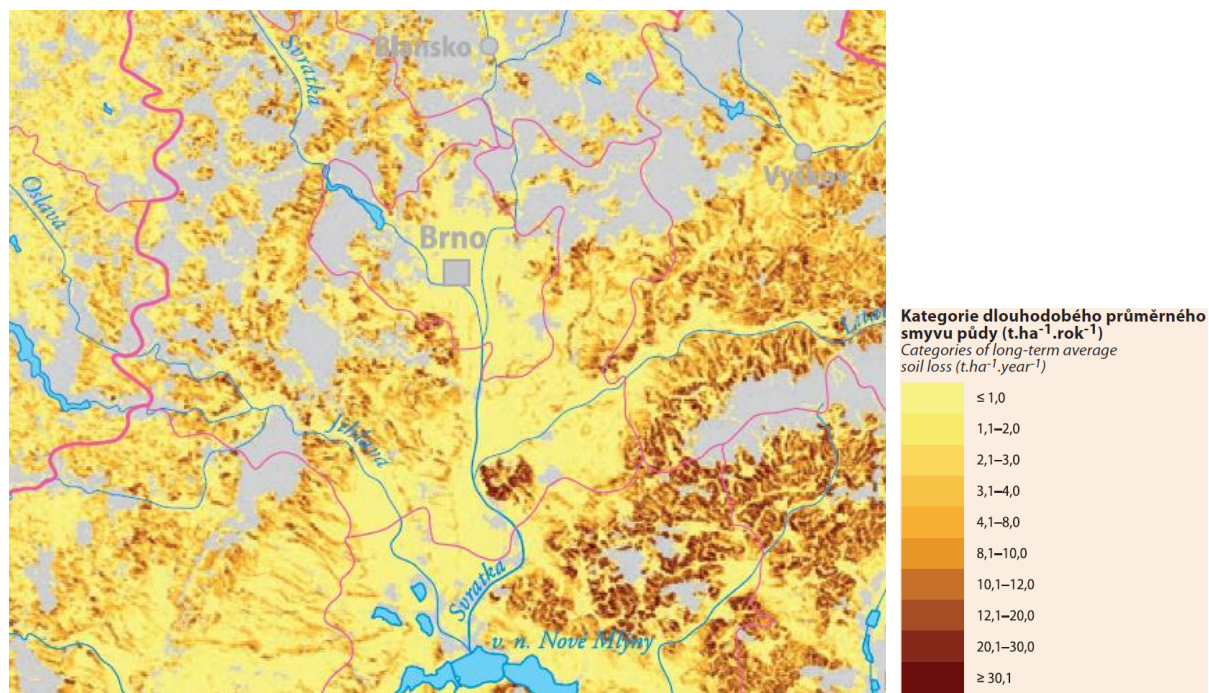 Svratka
Blansko
Vyškov
Oslava
Brno
Jihlava
Svratka
v. n. Nové Mlýny
Kategorie dlouhodobého průměrného
smyvu půdy (t.ha⁻¹.rok⁻¹)
Categories of long-term average
soil loss (t.ha⁻¹.year⁻¹)
≤ 1,0
1,1–2,0
2,1–3,0
3,1–4,0
4,1–8,0
8,1–10,0
10,1–12,0
12,1–20,0
20,1–30,0
≥ 30,1